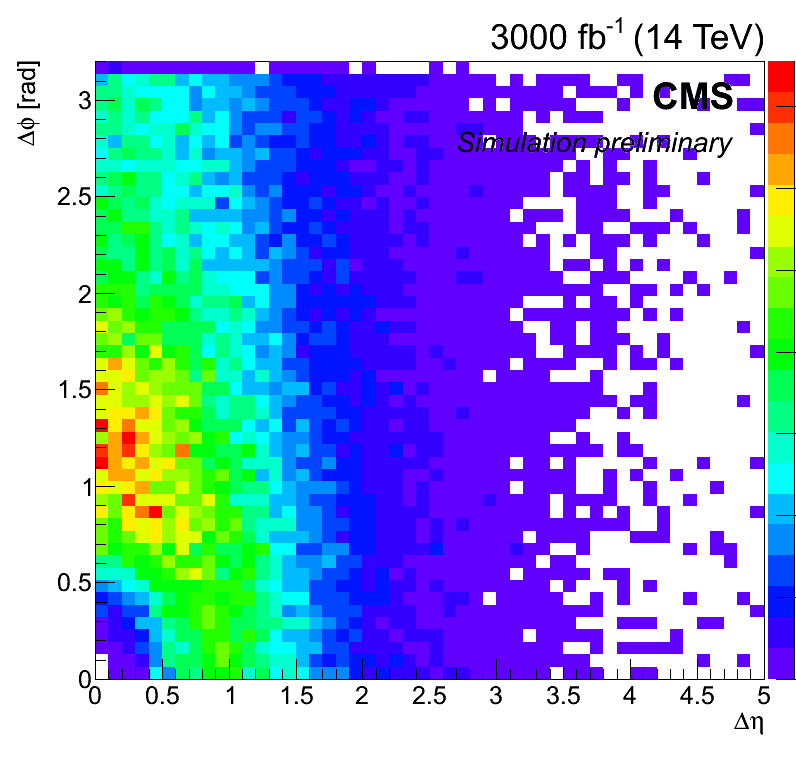 3000 fb-1 (14 TeV)
Δϕ [rad]
CMS
Simulation preliminary
3
2.5
2
1.5
1
0.5
0
0 0.5 1 1.5 2 2.5 3 3.5 4 4.5 5
Δη